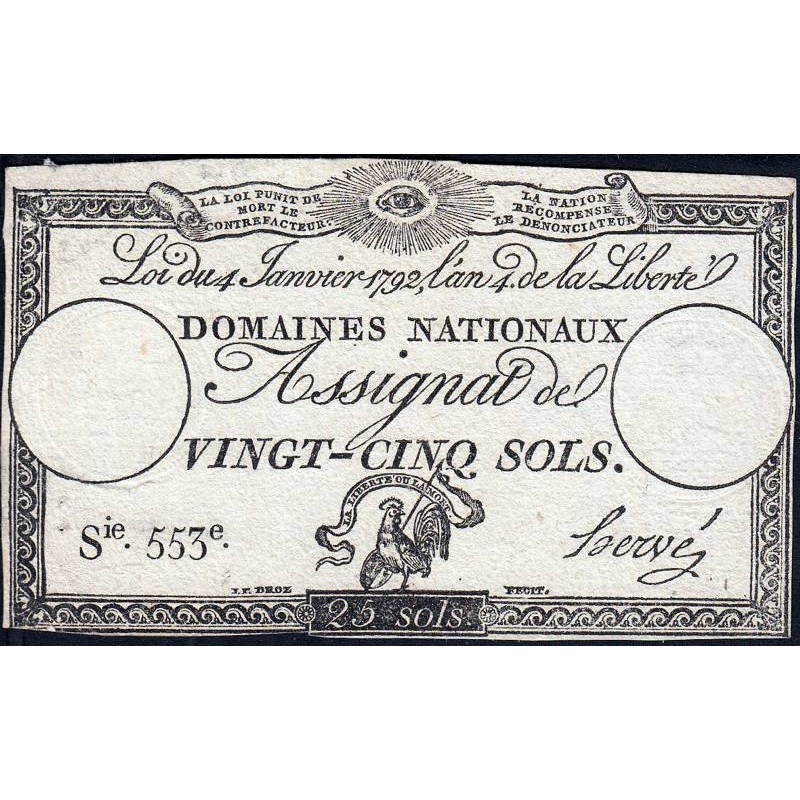 LA LOI PUNIT DE
MORT LE
CONTREFACTEUR.
LA NATION
RECOMPENSE
LE DENONCIATEUR
Loi du 4 Janvier 1792, l'an 4. de la Liberté
DOMAINES NATIONAUX
Assignat de
VINGT-CINQ SOLS.
LA LIBERTÉ OU LA MORT.
Sie. 553e.
hervé
J.P. DROZ
FECIT.
25 sols